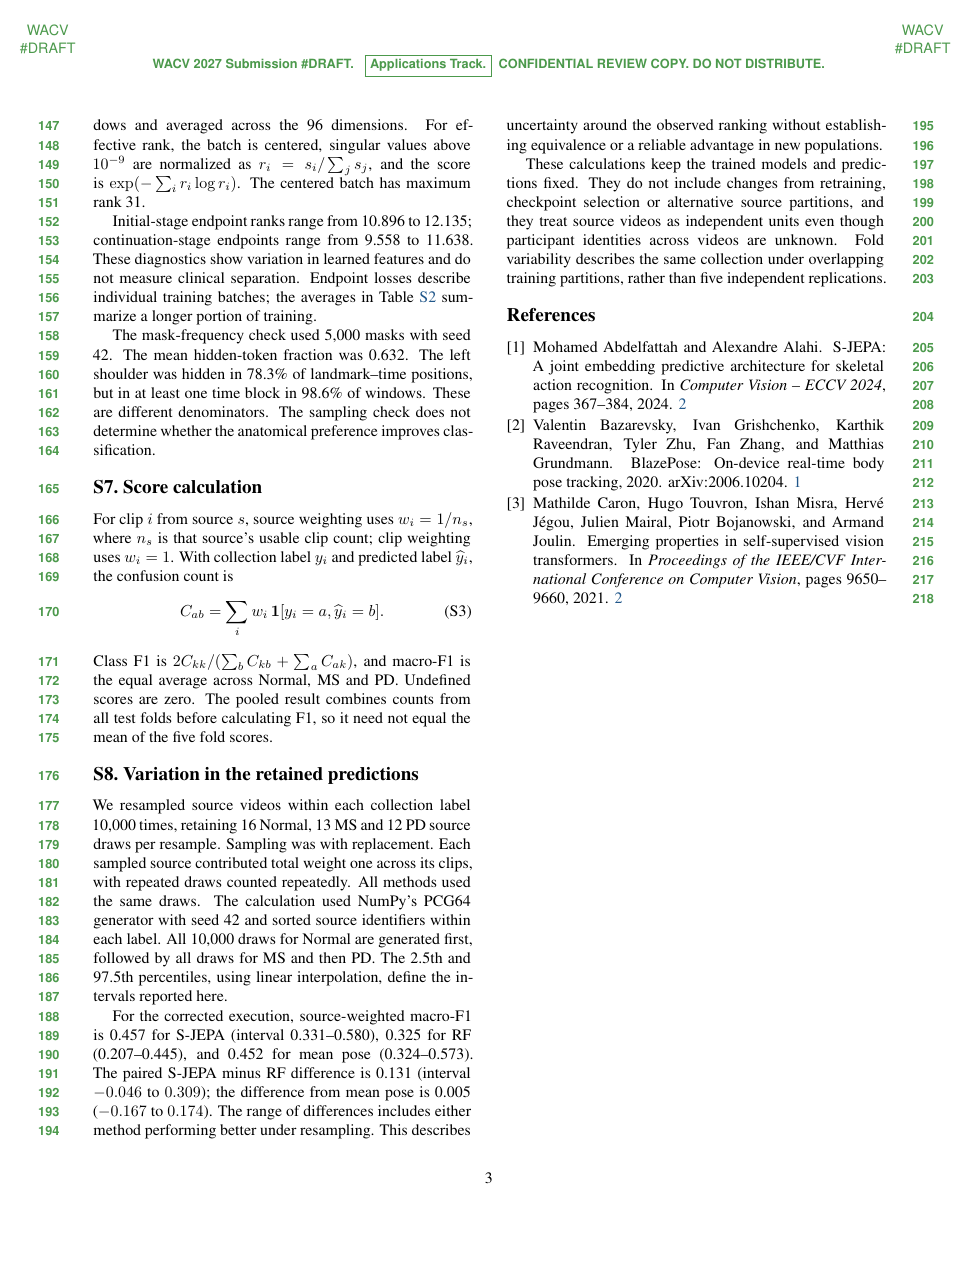 WACV
#DRAFT
WACV
#DRAFT
WACV 2027 Submission #DRAFT. Applications Track. CONFIDENTIAL REVIEW COPY. DO NOT DISTRIBUTE.
147 dows and averaged across the 96 dimensions. For ef-
148 fective rank, the batch is centered, singular values above
149 10⁻⁹ are normalized as rᵢ = sᵢ/∑ⱼ sⱼ, and the score
150 is exp(−∑ᵢ rᵢ log rᵢ). The centered batch has maximum
151 rank 31.
152 Initial-stage endpoint ranks range from 10.896 to 12.135;
153 continuation-stage endpoints range from 9.558 to 11.638.
154 These diagnostics show variation in learned features and do
155 not measure clinical separation. Endpoint losses describe
156 individual training batches; the averages in Table S2 sum-
157 marize a longer portion of training.
158 The mask-frequency check used 5,000 masks with seed
159 42. The mean hidden-token fraction was 0.632. The left
160 shoulder was hidden in 78.3% of landmark–time positions,
161 but in at least one time block in 98.6% of windows. These
162 are different denominators. The sampling check does not
163 determine whether the anatomical preference improves clas-
164 sification.
165 S7. Score calculation
166 For clip i from source s, source weighting uses wᵢ = 1/nₛ,
167 where nₛ is that source's usable clip count; clip weighting
168 uses wᵢ = 1. With collection label yᵢ and predicted label ŷᵢ,
169 the confusion count is
170 C_ab = ∑_i wᵢ 1[yᵢ = a, ŷᵢ = b]. (S3)
171 Class F1 is 2C_kk/(∑_b C_kb + ∑_a C_ak), and macro-F1 is
172 the equal average across Normal, MS and PD. Undefined
173 scores are zero. The pooled result combines counts from
174 all test folds before calculating F1, so it need not equal the
175 mean of the five fold scores.
176 S8. Variation in the retained predictions
177 We resampled source videos within each collection label
178 10,000 times, retaining 16 Normal, 13 MS and 12 PD source
179 draws per resample. Sampling was with replacement. Each
180 sampled source contributed total weight one across its clips,
181 with repeated draws counted repeatedly. All methods used
182 the same draws. The calculation used NumPy's PCG64
183 generator with seed 42 and sorted source identifiers within
184 each label. All 10,000 draws for Normal are generated first,
185 followed by all draws for MS and then PD. The 2.5th and
186 97.5th percentiles, using linear interpolation, define the in-
187 tervals reported here.
188 For the corrected execution, source-weighted macro-F1
189 is 0.457 for S-JEPA (interval 0.331–0.580), 0.325 for RF
190 (0.207–0.445), and 0.452 for mean pose (0.324–0.573).
191 The paired S-JEPA minus RF difference is 0.131 (interval
192 −0.046 to 0.309); the difference from mean pose is 0.005
193 (−0.167 to 0.174). The range of differences includes either
194 method performing better under resampling. This describes
uncertainty around the observed ranking without establish- 195
ing equivalence or a reliable advantage in new populations. 196
These calculations keep the trained models and predic- 197
tions fixed. They do not include changes from retraining, 198
checkpoint selection or alternative source partitions, and 199
they treat source videos as independent units even though 200
participant identities across videos are unknown. Fold 201
variability describes the same collection under overlapping 202
training partitions, rather than five independent replications. 203
References 204
[1] Mohamed Abdelfattah and Alexandre Alahi. S-JEPA: 205
A joint embedding predictive architecture for skeletal 206
action recognition. In Computer Vision – ECCV 2024, 207
pages 367–384, 2024. 2 208
[2] Valentin Bazarevsky, Ivan Grishchenko, Karthik 209
Raveendran, Tyler Zhu, Fan Zhang, and Matthias 210
Grundmann. BlazePose: On-device real-time body 211
pose tracking, 2020. arXiv:2006.10204. 1 212
[3] Mathilde Caron, Hugo Touvron, Ishan Misra, Hervé 213
Jégou, Julien Mairal, Piotr Bojanowski, and Armand 214
Joulin. Emerging properties in self-supervised vision 215
transformers. In Proceedings of the IEEE/CVF Inter- 216
national Conference on Computer Vision, pages 9650– 217
9660, 2021. 2 218
3